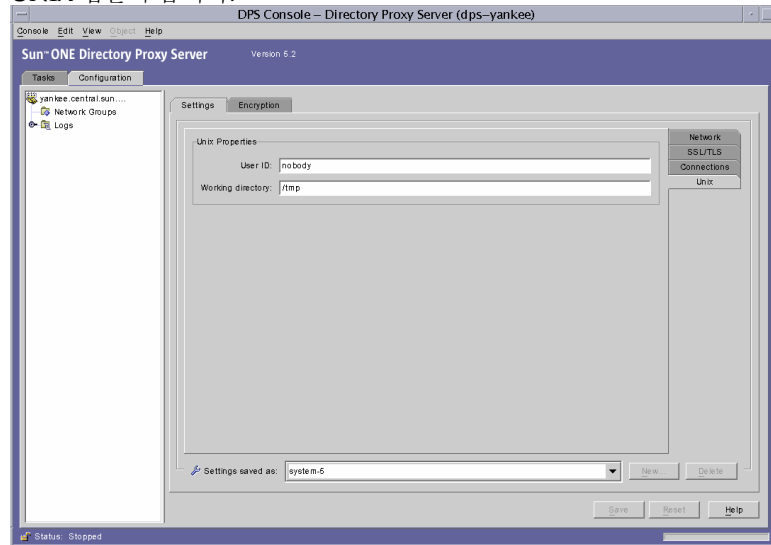 DPS Console – Directory Proxy Server (dps–yankee)
Console Edit View Object Help
Sun™ ONE Directory Proxy Server Version 5.2
Tasks Configuration
yankee.central.sun....
Network Groups
Logs
Settings Encryption
Network
SSL/TLS
Connections
Unix
Unix Properties
User ID: nobody
Working directory: /tmp
Settings saved as: system-5 New... Delete
Save Reset Help
Status: Stopped